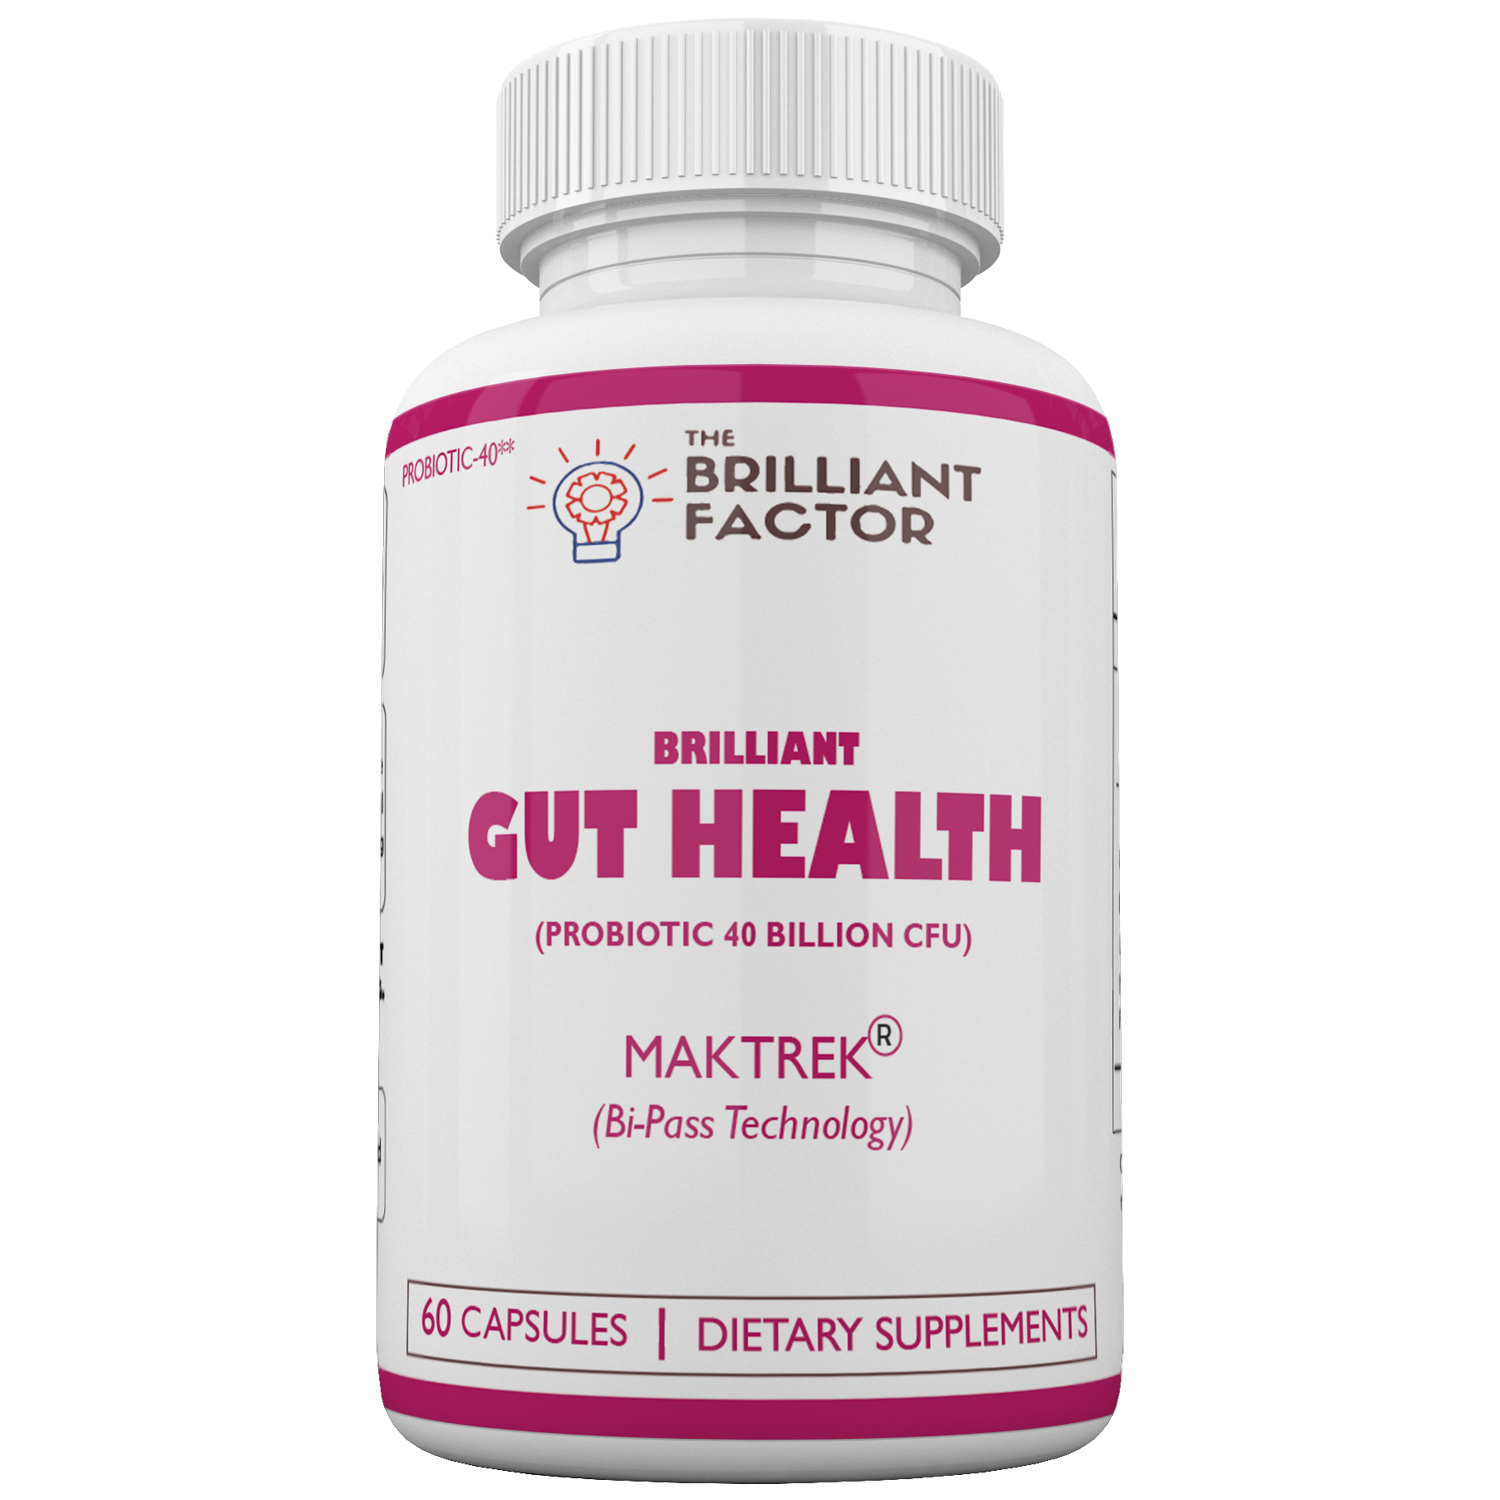 PROBIOTIC-40**
THE
BRILLIANT
FACTOR
BRILLIANT
GUT HEALTH
(PROBIOTIC 40 BILLION CFU)
MAKTREK®
(Bi-Pass Technology)
60 CAPSULES | DIETARY SUPPLEMENTS